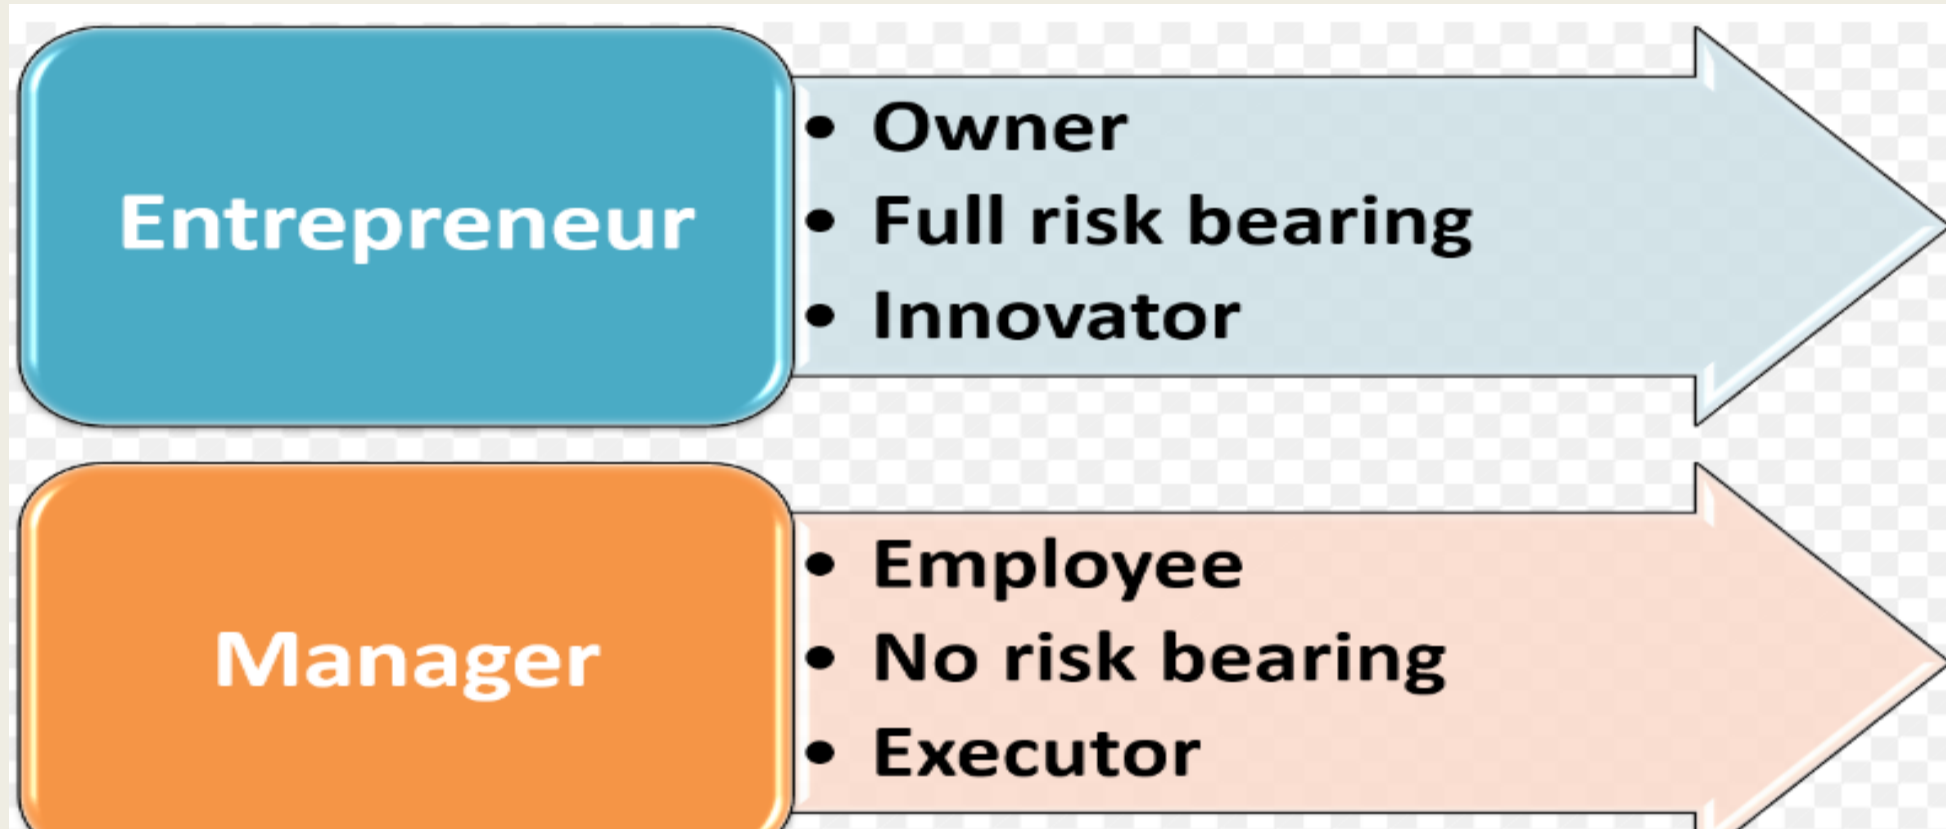 Entrepreneur
• Owner
• Full risk bearing
• Innovator
Manager
• Employee
• No risk bearing
• Executor